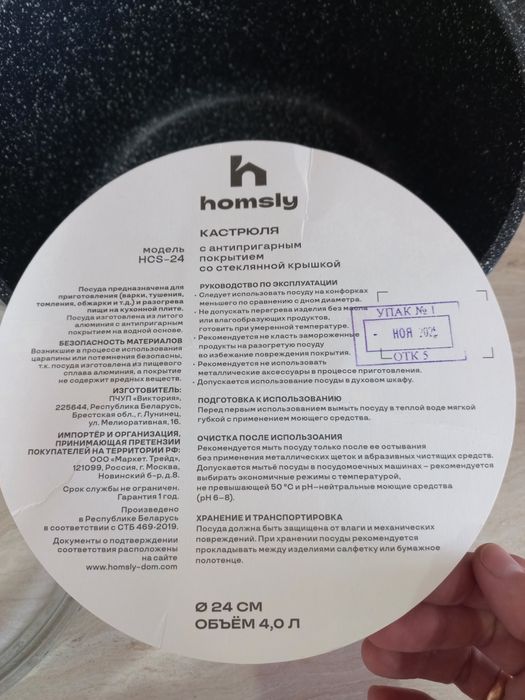 homsly
КАСТРЮЛЯ
с антипригарным
покрытием
со стеклянной крышкой
модель
HCS-24
Посуда предназначена для
приготовления (варки, тушения,
томления, обжарки и т.д.) и разогрева
пищи на кухонной плите.
Посуда изготовлена из литого
алюминия с антипригарным
покрытием на водной основе.
БЕЗОПАСНОСТЬ МАТЕРИАЛОВ
Возникшие в процессе использования
царапины или потемнения безопасны,
т.к. посуда изготовлена из пищевого
сплава алюминия, а покрытие
не содержит вредных веществ.
ИЗГОТОВИТЕЛЬ:
ПЧУП «Виктория»,
225644, Республика Беларусь,
Брестская обл., г. Лунинец,
ул. Мелиоративная, 16.
ИМПОРТЁР И ОРГАНИЗАЦИЯ,
ПРИНИМАЮЩАЯ ПРЕТЕНЗИИ
ПОКУПАТЕЛЕЙ НА ТЕРРИТОРИИ РФ:
ООО «Маркет. Трейд»,
121099, Россия, г. Москва,
Новинский б-р, д.8.
Срок службы не ограничен.
Гарантия 1 год.
Произведено
в Республике Беларусь
в соответствии с СТБ 469-2019.
Документы о подтверждении
соответствия расположены
на сайте
www.homsly-dom.com
РУКОВОДСТВО ПО ЭКСПЛУАТАЦИИ
• Следует использовать посуду на конфорках
меньшего по сравнению с дном диаметра.
• Не допускать перегрева изделия без масла
или влагообразующих продуктов,
готовить при умеренной температуре.
• Рекомендуется не класть замороженные
продукты на разогретую посуду
во избежание повреждения покрытия.
• Рекомендуется не использовать
металлические аксессуары в процессе приготовления.
• Допускается использование посуды в духовом шкафу.
УПАК № 1
- НОЯ
ОТК 5
ПОДГОТОВКА К ИСПОЛЬЗОВАНИЮ
Перед первым использованием вымыть посуду в теплой воде мягкой
губкой с применением моющего средства.
ОЧИСТКА ПОСЛЕ ИСПОЛЬЗОАНИЯ
Рекомендуется мыть посуду только после ее остывания
без применения металлических щеток и абразивных чистящих средств.
Допускается мытьё посуды в посудомоечных машинах – рекомендуется
выбирать экономичные режимы с температурой,
не превышающей 50 °С и pH–нейтральные моющие средства
(pH 6–8).
ХРАНЕНИЕ И ТРАНСПОРТИРОВКА
Посуда должна быть защищена от влаги и механических
повреждений. При хранении посуды рекомендуется
прокладывать между изделиями салфетку или бумажное
полотенце.
Ø 24 СМ
ОБЪЁМ 4,0 Л